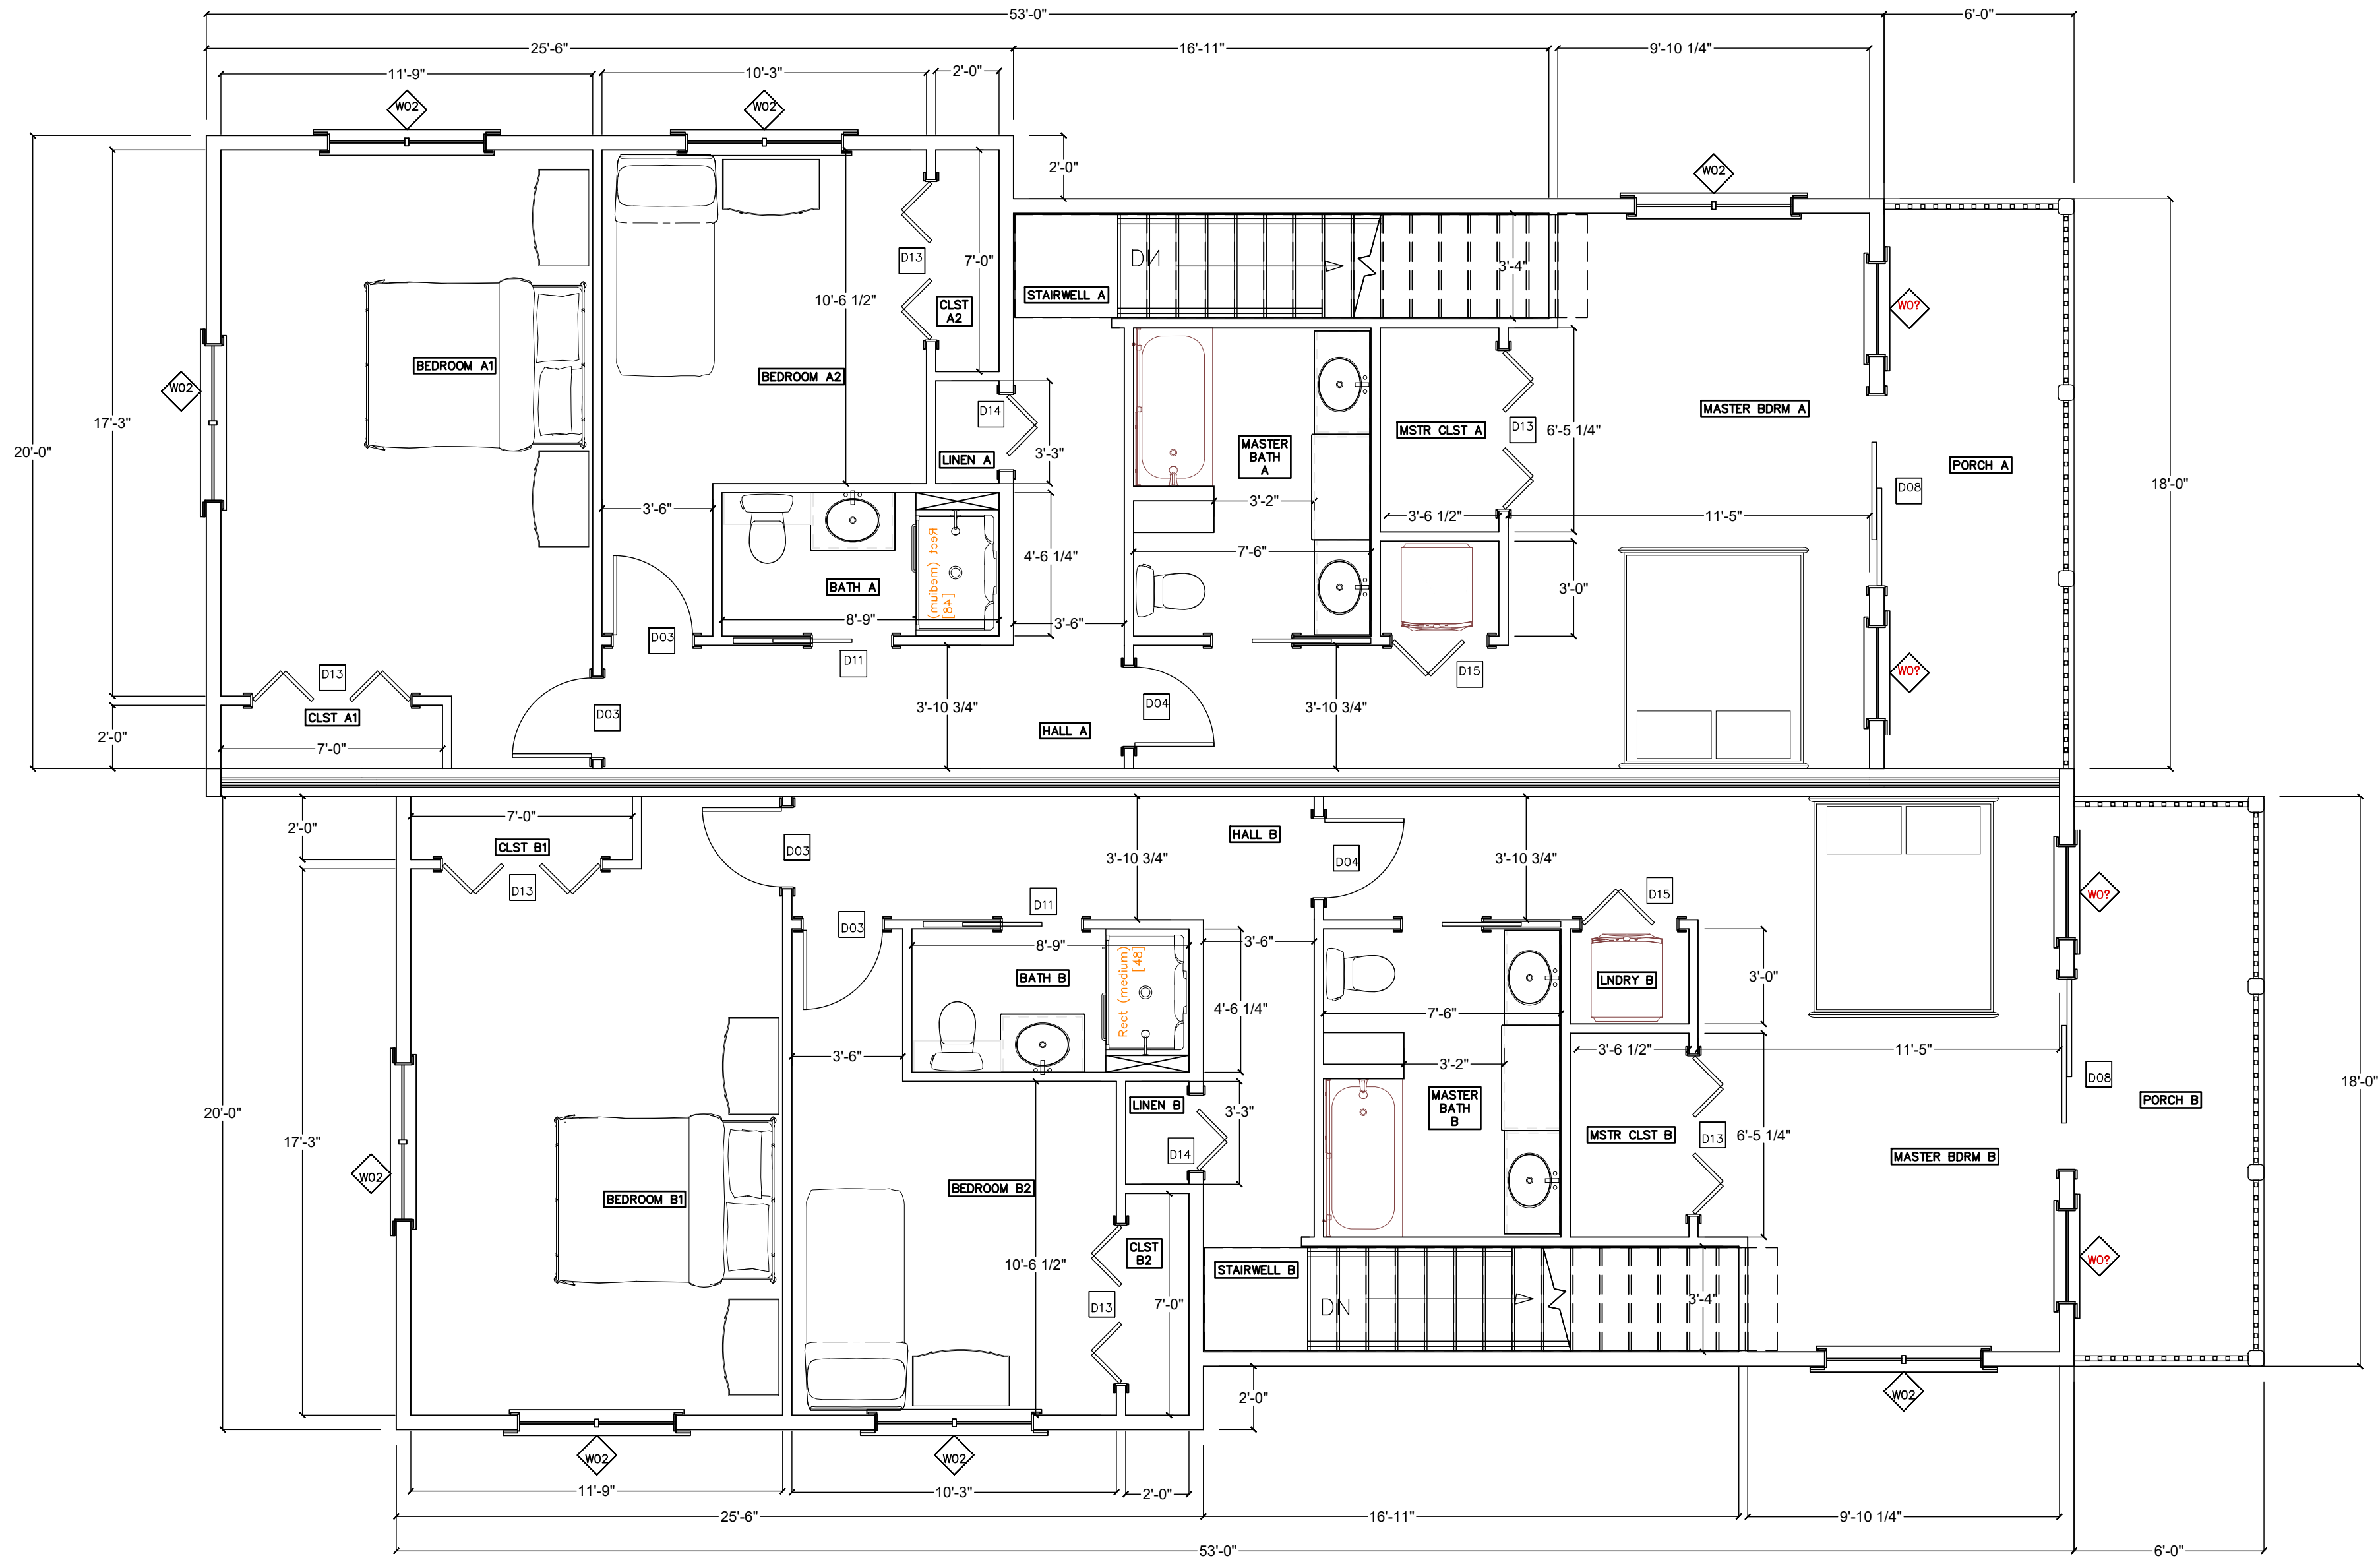 53'-0"
6'-0"
25'-6"
16'-11"
9'-10 1/4"
11'-9"
10'-3"
2'-0"
W02
W02
2'-0"
W02
DN
3'-4"
D13
7'-0"
STAIRWELL A
10'-6 1/2"
CLST
A2
W0?
BEDROOM A1
BEDROOM A2
W02
D14
MASTER BDRM A
17'-3"
20'-0"
LINEN A
3'-3"
MASTER
BATH
A
MSTR CLST A
D13
6'-5 1/4"
PORCH A
D08
18'-0"
3'-6"
3'-2"
3'-6 1/2"
11'-5"
Rect (medium)
[48]
4'-6 1/4"
7'-6"
BATH A
3'-0"
8'-9"
3'-6"
D03
D11
D15
W0?
D13
CLST A1
D03
3'-10 3/4"
HALL A
D04
3'-10 3/4"
2'-0"
7'-0"
7'-0"
2'-0"
CLST B1
D03
HALL B
3'-10 3/4"
D04
3'-10 3/4"
D13
D15
W0?
D11
D03
8'-9"
3'-6"
BATH B
Rect (medium)
[48]
LNDRY B
3'-0"
4'-6 1/4"
7'-6"
3'-6"
3'-2"
3'-6 1/2"
11'-5"
D08
18'-0"
20'-0"
17'-3"
LINEN B
3'-3"
MASTER
BATH
B
PORCH B
MSTR CLST B
D13
6'-5 1/4"
D14
MASTER BDRM B
W02
BEDROOM B1
BEDROOM B2
CLST
B2
W0?
10'-6 1/2"
STAIRWELL B
7'-0"
D13
DN
3'-4"
2'-0"
W02
W02
W02
11'-9"
10'-3"
2'-0"
25'-6"
16'-11"
9'-10 1/4"
53'-0"
6'-0"